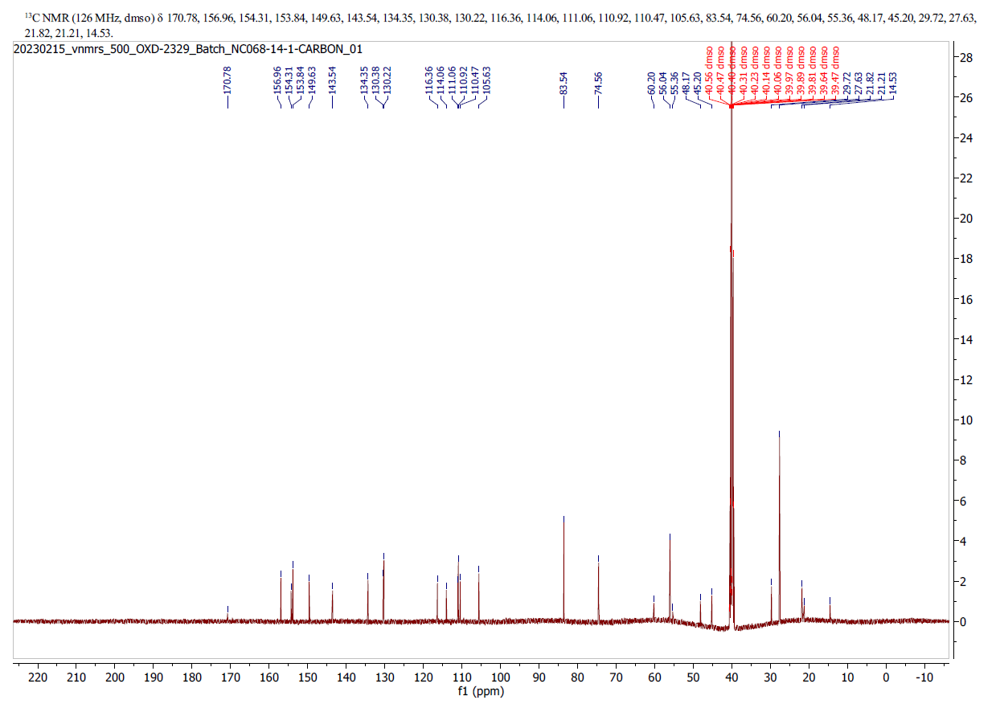 13C NMR (126 MHz, dmso) δ 170.78, 156.96, 154.31, 153.84, 149.63, 143.54, 134.35, 130.38, 130.22, 116.36, 114.06, 111.06, 110.92, 110.47, 105.63, 83.54, 74.56, 60.20, 56.04, 55.36, 48.17, 45.20, 29.72, 27.63,
21.82, 21.21, 14.53.
20230215_vnmrs_500_OXD-2329_Batch_NC068-14-1-CARBON_01
170.78
156.96
154.31
153.84
149.63
143.54
134.35
130.38
130.22
116.36
114.06
111.06
110.92
110.47
105.63
83.54
74.56
60.20
56.04
55.36
48.17
45.20
40.56 dmso
40.47 dmso
40.40 dmso
40.31 dmso
40.23 dmso
40.14 dmso
40.06 dmso
39.97 dmso
39.89 dmso
39.81 dmso
39.64 dmso
39.47 dmso
29.72
27.63
21.82
21.21
14.53
28
26
24
22
20
18
16
14
12
10
8
6
4
2
0
220 210 200 190 180 170 160 150 140 130 120 110 100 90 80 70 60 50 40 30 20 10 0 -10
f1 (ppm)